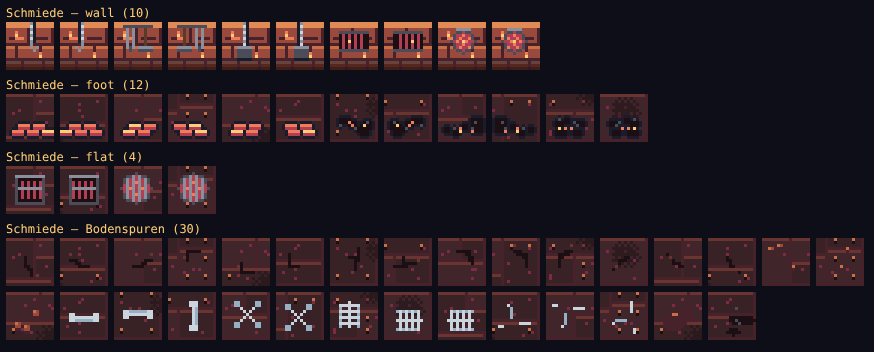 Schmiede — wall (10)
Schmiede — foot (12)
Schmiede — flat (4)
Schmiede — Bodenspuren (30)